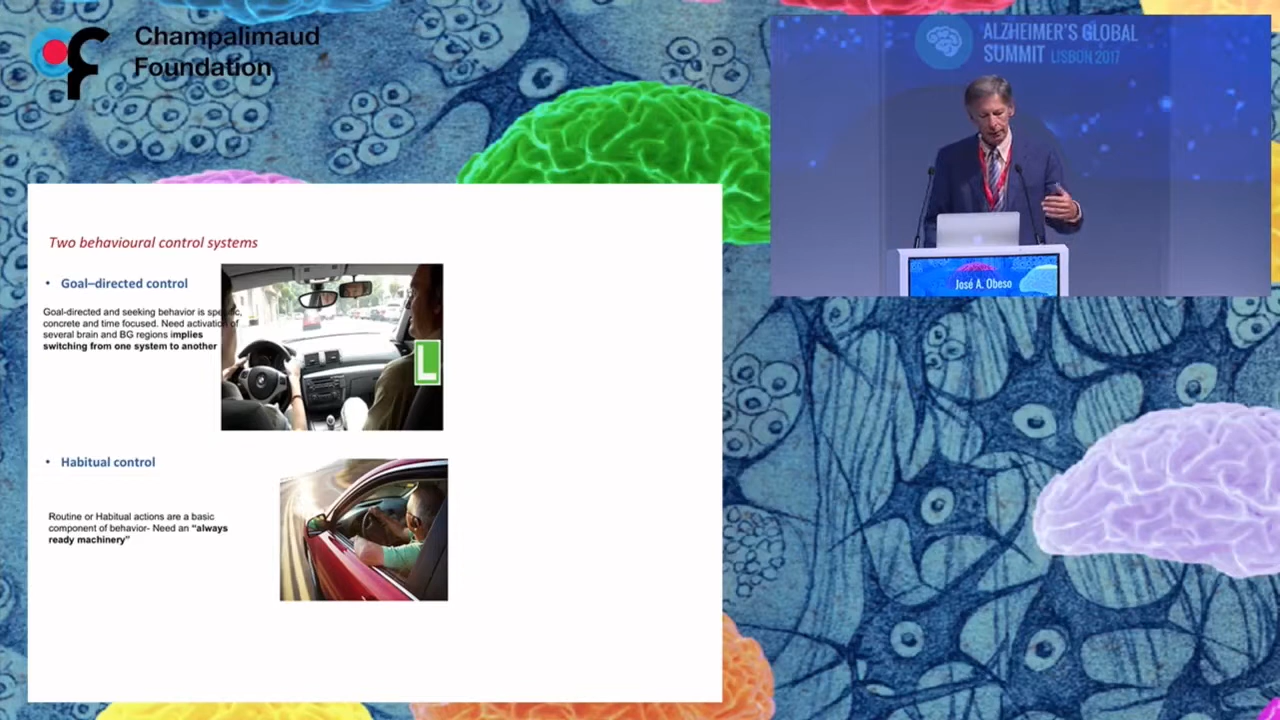 Champalimaud
Foundation
ALZHEIMER'S GLOBAL
SUMMIT LISBON 2017
José A. Obeso
Two behavioural control systems
• Goal–directed control
Goal-directed and seeking behavior is specific,
concrete and time focused. Need activation of
several brain and BG regions implies
switching from one system to another
L
• Habitual control
Routine or Habitual actions are a basic
component of behavior- Need an “always
ready machinery”